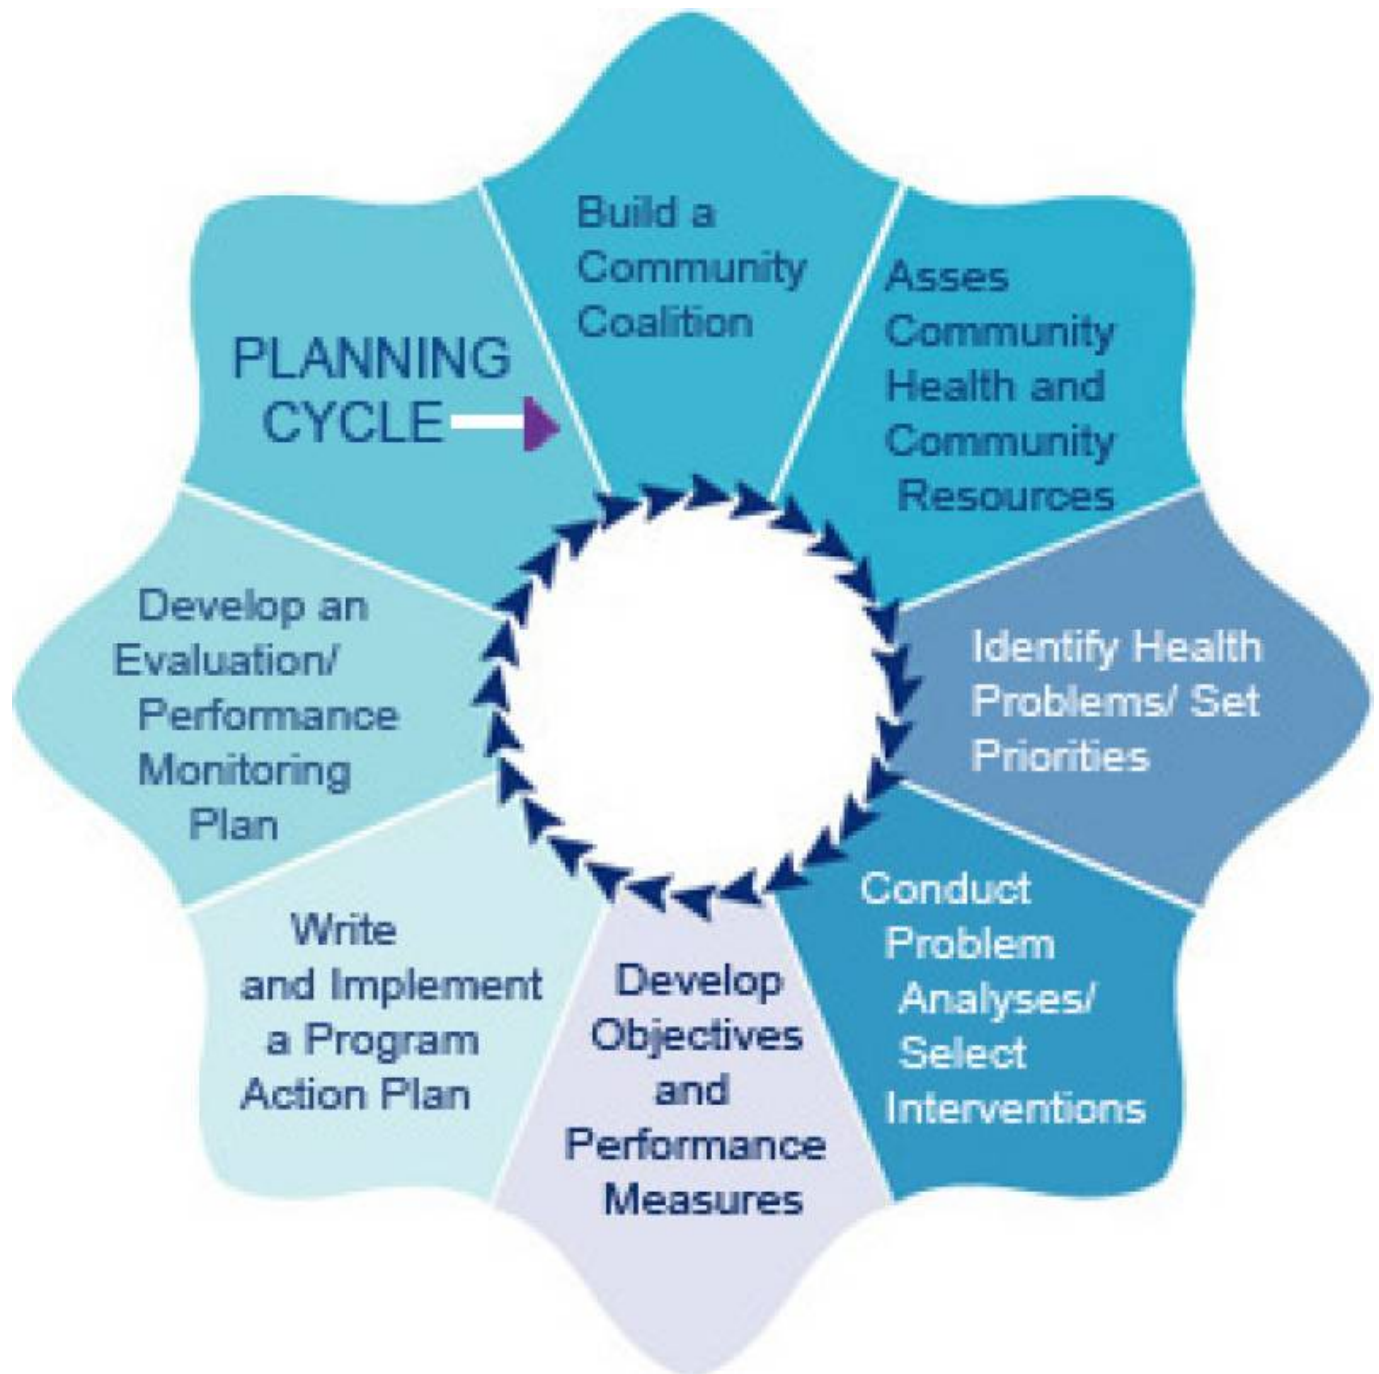 PLANNING
CYCLE
Build a
Community
Coalition
Asses
Community
Health and
Community
Resources
Identify Health
Problems/ Set
Priorities
Conduct
Problem
Analyses/
Select
Interventions
Develop
Objectives
and
Performance
Measures
Write
and Implement
a Program
Action Plan
Develop an
Evaluation/
Performance
Monitoring
Plan